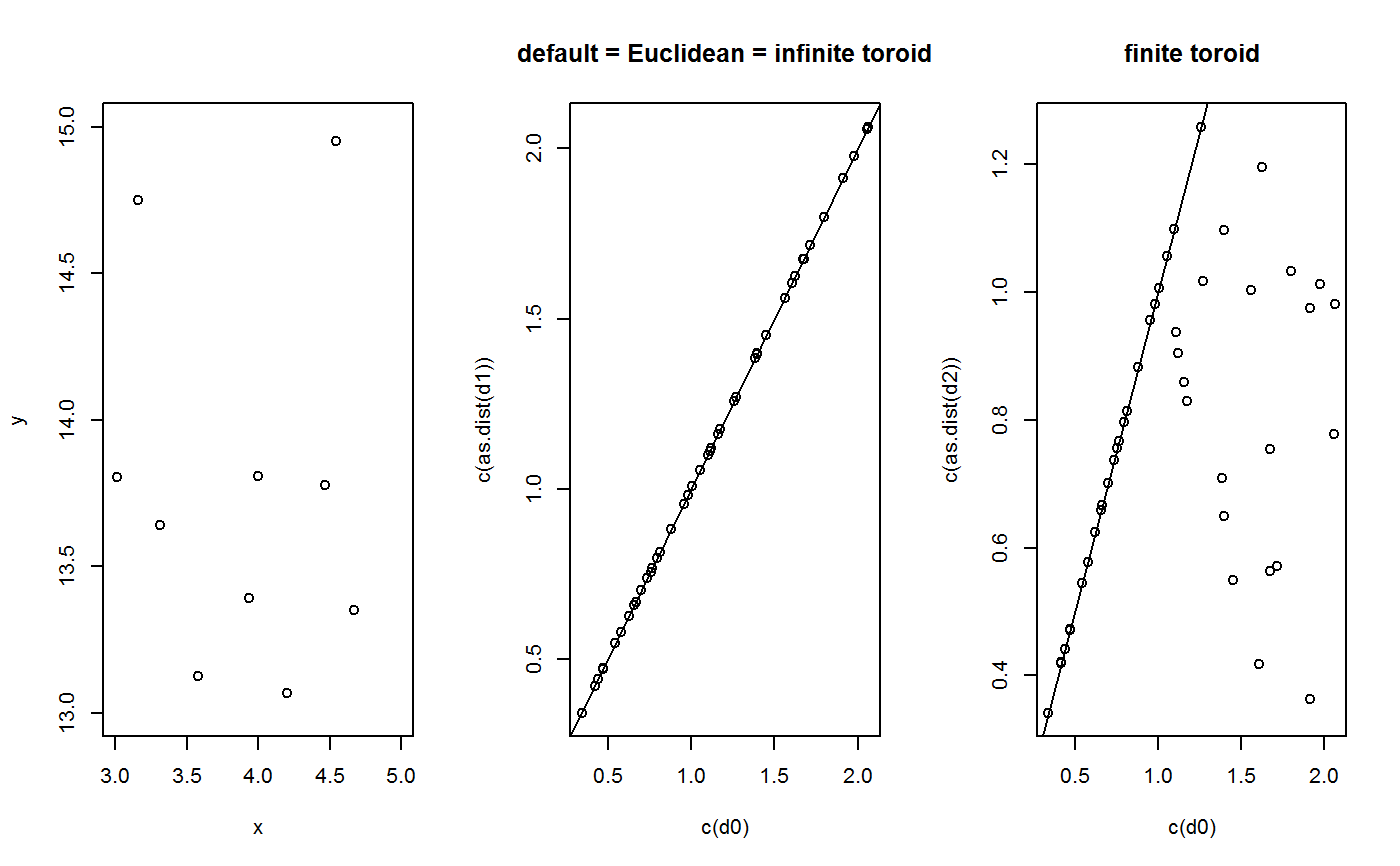 default = Euclidean = infinite toroid
finite toroid
15.0
14.5
14.0
13.5
13.0
y
3.0 3.5 4.0 4.5 5.0
x
2.0
1.5
1.0
0.5
c(as.dist(d1))
0.5 1.0 1.5 2.0
c(d0)
1.2
1.0
0.8
0.6
0.4
c(as.dist(d2))
0.5 1.0 1.5 2.0
c(d0)